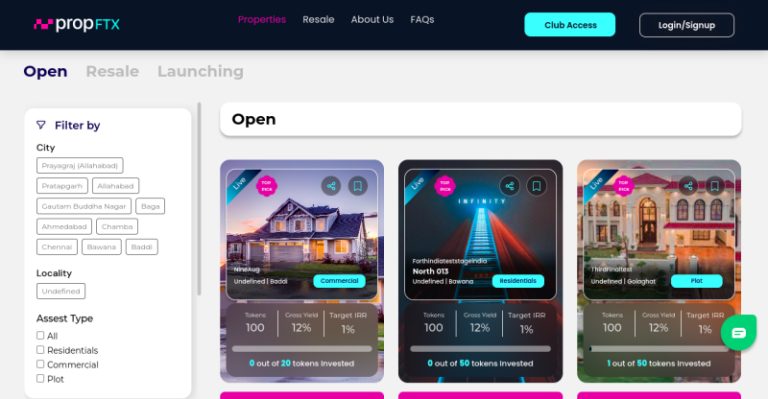 propFTX
Properties Resale About Us FAQs Club Access Login/Signup
Open Resale Launching
Filter by
City
Prayagraj (Allahabad)
Pratapgarh Allahabad
Gautam Buddha Nagar Baga
Ahmedabad Chamba
Chennai Bawana Baddi
Locality
Undefined
Assest Type
All
Residentials
Commercial
Plot
Open
Live
TOP PICK
NineAug
Undefined | Baddi Commercial
Tokens Gross Yield Target IRR
100 12% 1%
0 out of 20 tokens Invested
Live
TOP PICK
INFINITY
Forthindiateststageindia
North 013
Undefined | Bawana Residentials
Tokens Gross Yield Target IRR
100 12% 1%
0 out of 50 tokens Invested
Live
TOP PICK
Thirdfinaltest
Undefined | Golaghat Plot
Tokens Gross Yield Target IRR
100 12% 1%
1 out of 50 tokens Invested